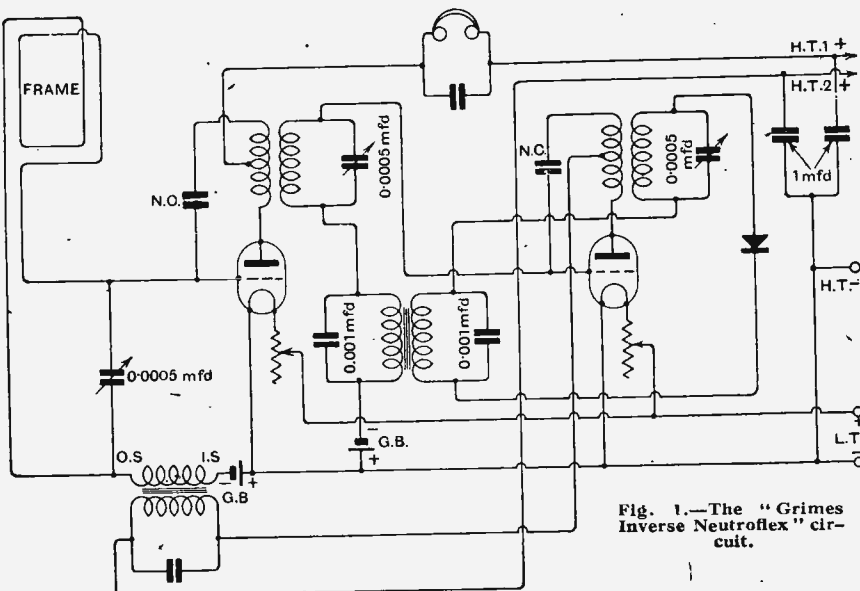 H.T.1 +
H.T.2 +
FRAME
N.C.
0·0005 mfd
N.C.
0·0005
mfd
1 mfd
H.T.-
0·001 mfd
0·001 mfd
0·0005 mfd
-
G.B.
+
+
L.T
-
O.S
I.S
-
+
G.B
Fig. 1.—The "Grimes
Inverse Neutroflex" cir-
cuit.